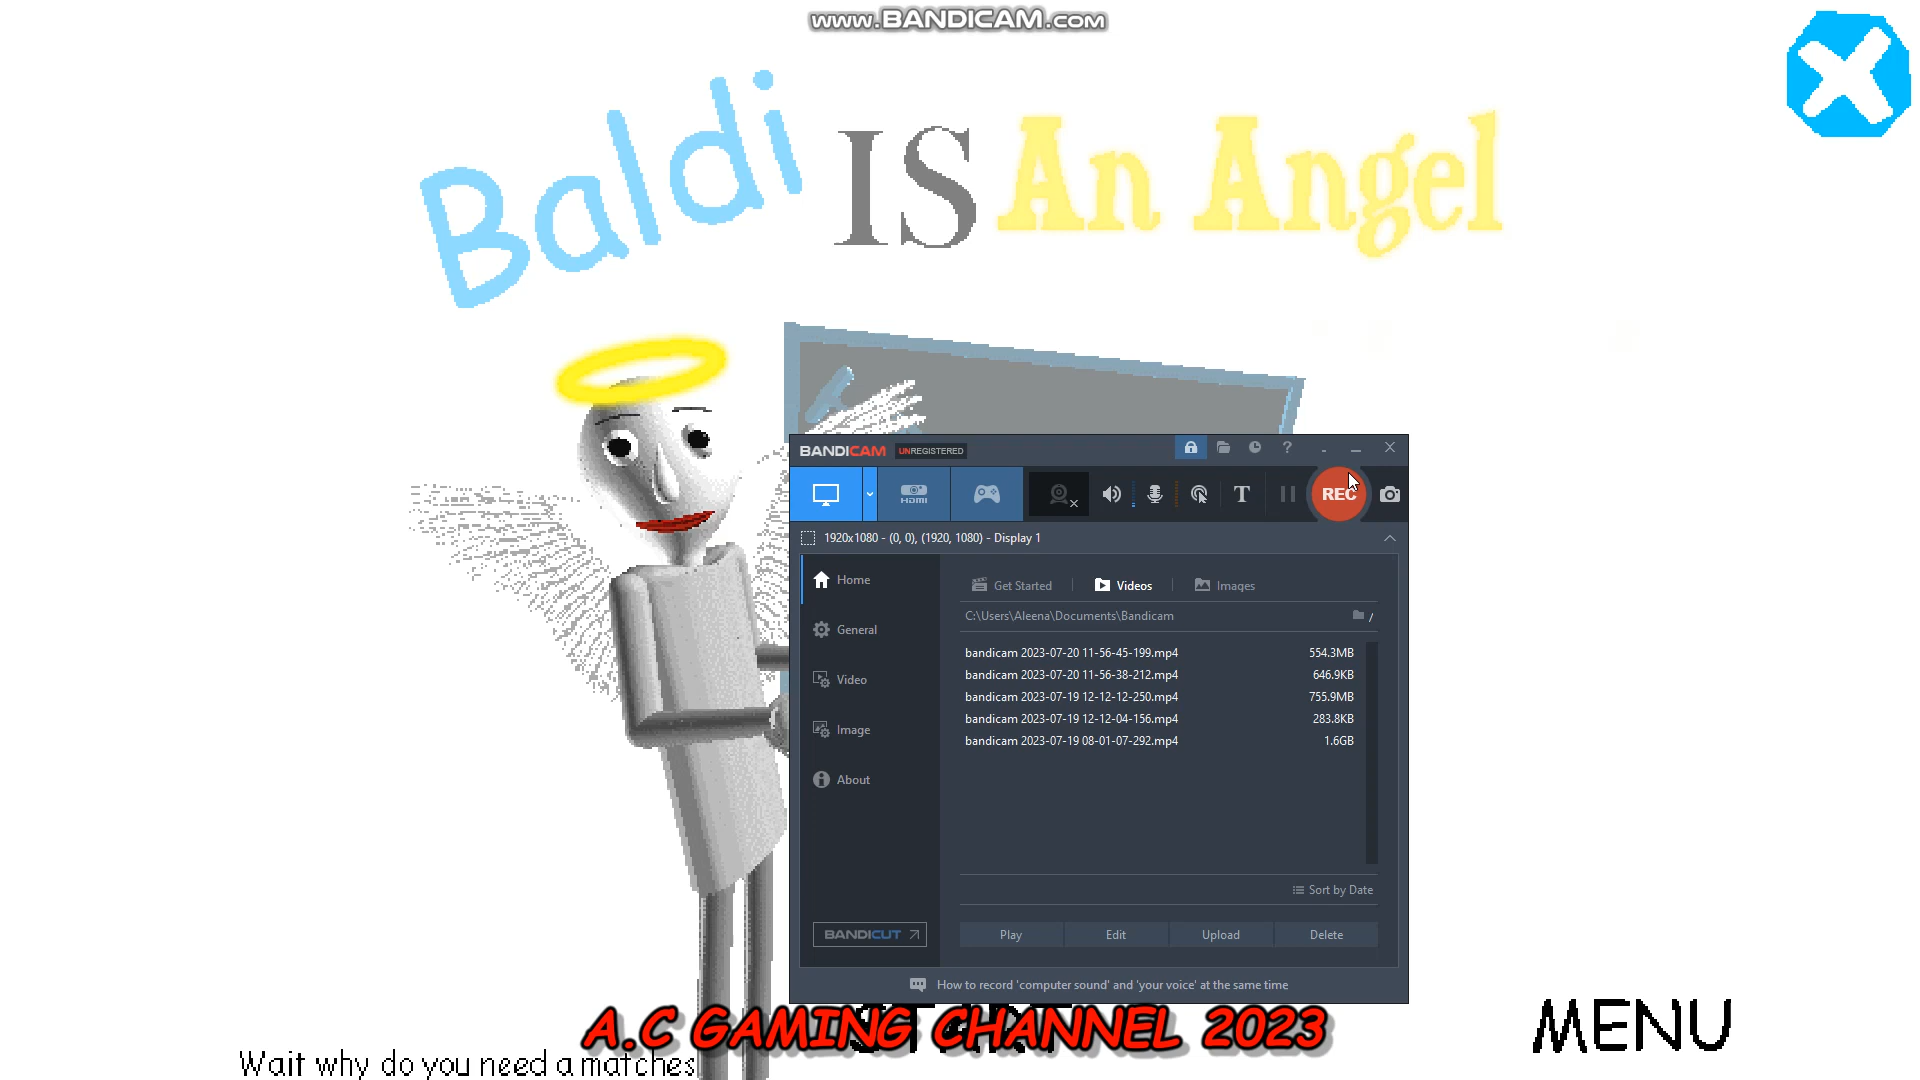 www.BANDICAM.com
Baldi IS An Angel
BANDICAM UNREGISTERED ?
HDMI T REC
1920x1080 - (0, 0), (1920, 1080) - Display 1
Home
General
Video
Image
About
BANDICUT
Get Started Videos Images
C:\Users\Aleena\Documents\Bandicam /
bandicam 2023-07-20 11-56-45-199.mp4 554.3MB
bandicam 2023-07-20 11-56-38-212.mp4 646.9KB
bandicam 2023-07-19 12-12-12-250.mp4 755.9MB
bandicam 2023-07-19 12-12-04-156.mp4 283.8KB
bandicam 2023-07-19 08-01-07-292.mp4 1.6GB
Sort by Date
Play Edit Upload Delete
How to record 'computer sound' and 'your voice' at the same time
A.C GAMING CHANNEL 2023
MENU
Wait why do you need a matches